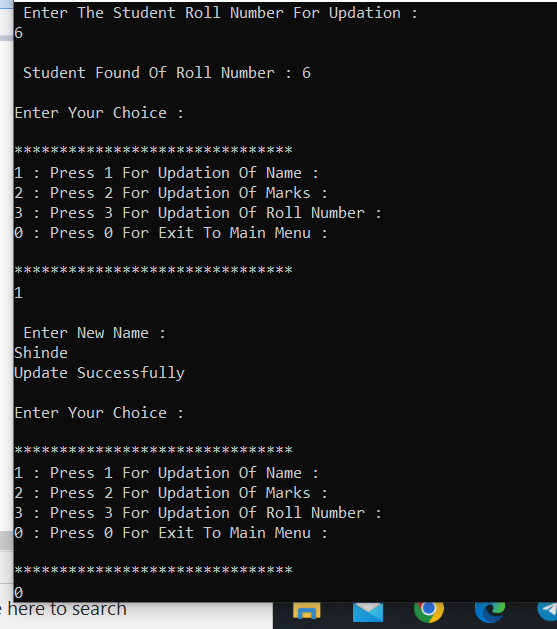 Enter The Student Roll Number For Updation :
6
Student Found Of Roll Number : 6
Enter Your Choice :
*******************************
1 : Press 1 For Updation Of Name :
2 : Press 2 For Updation Of Marks :
3 : Press 3 For Updation Of Roll Number :
0 : Press 0 For Exit To Main Menu :
*******************************
1
Enter New Name :
Shinde
Update Successfully
Enter Your Choice :
*******************************
1 : Press 1 For Updation Of Name :
2 : Press 2 For Updation Of Marks :
3 : Press 3 For Updation Of Roll Number :
0 : Press 0 For Exit To Main Menu :
*******************************
0
e here to search